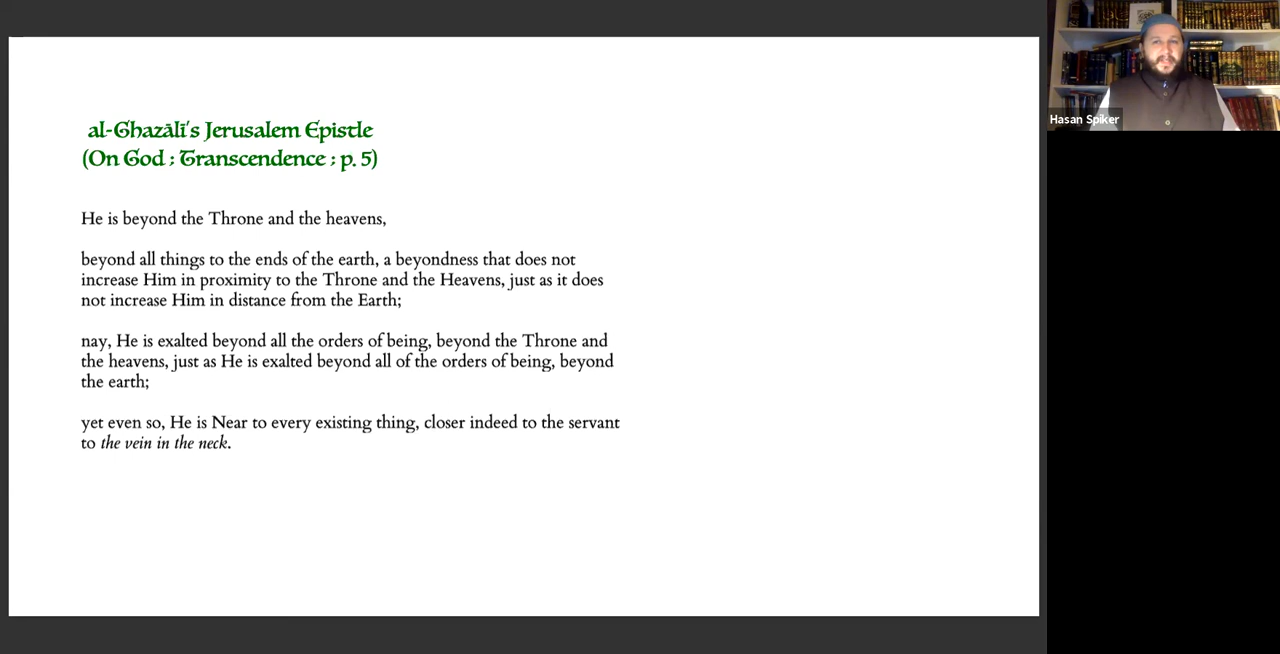 al-Ghazālī's Jerusalem Epistle
(On God ; Transcendence ; p. 5)
He is beyond the Throne and the heavens,
beyond all things to the ends of the earth, a beyondness that does not
increase Him in proximity to the Throne and the Heavens, just as it does
not increase Him in distance from the Earth;
nay, He is exalted beyond all the orders of being, beyond the Throne and
the heavens, just as He is exalted beyond all of the orders of being, beyond
the earth;
yet even so, He is Near to every existing thing, closer indeed to the servant
to the vein in the neck.
Hasan Spiker